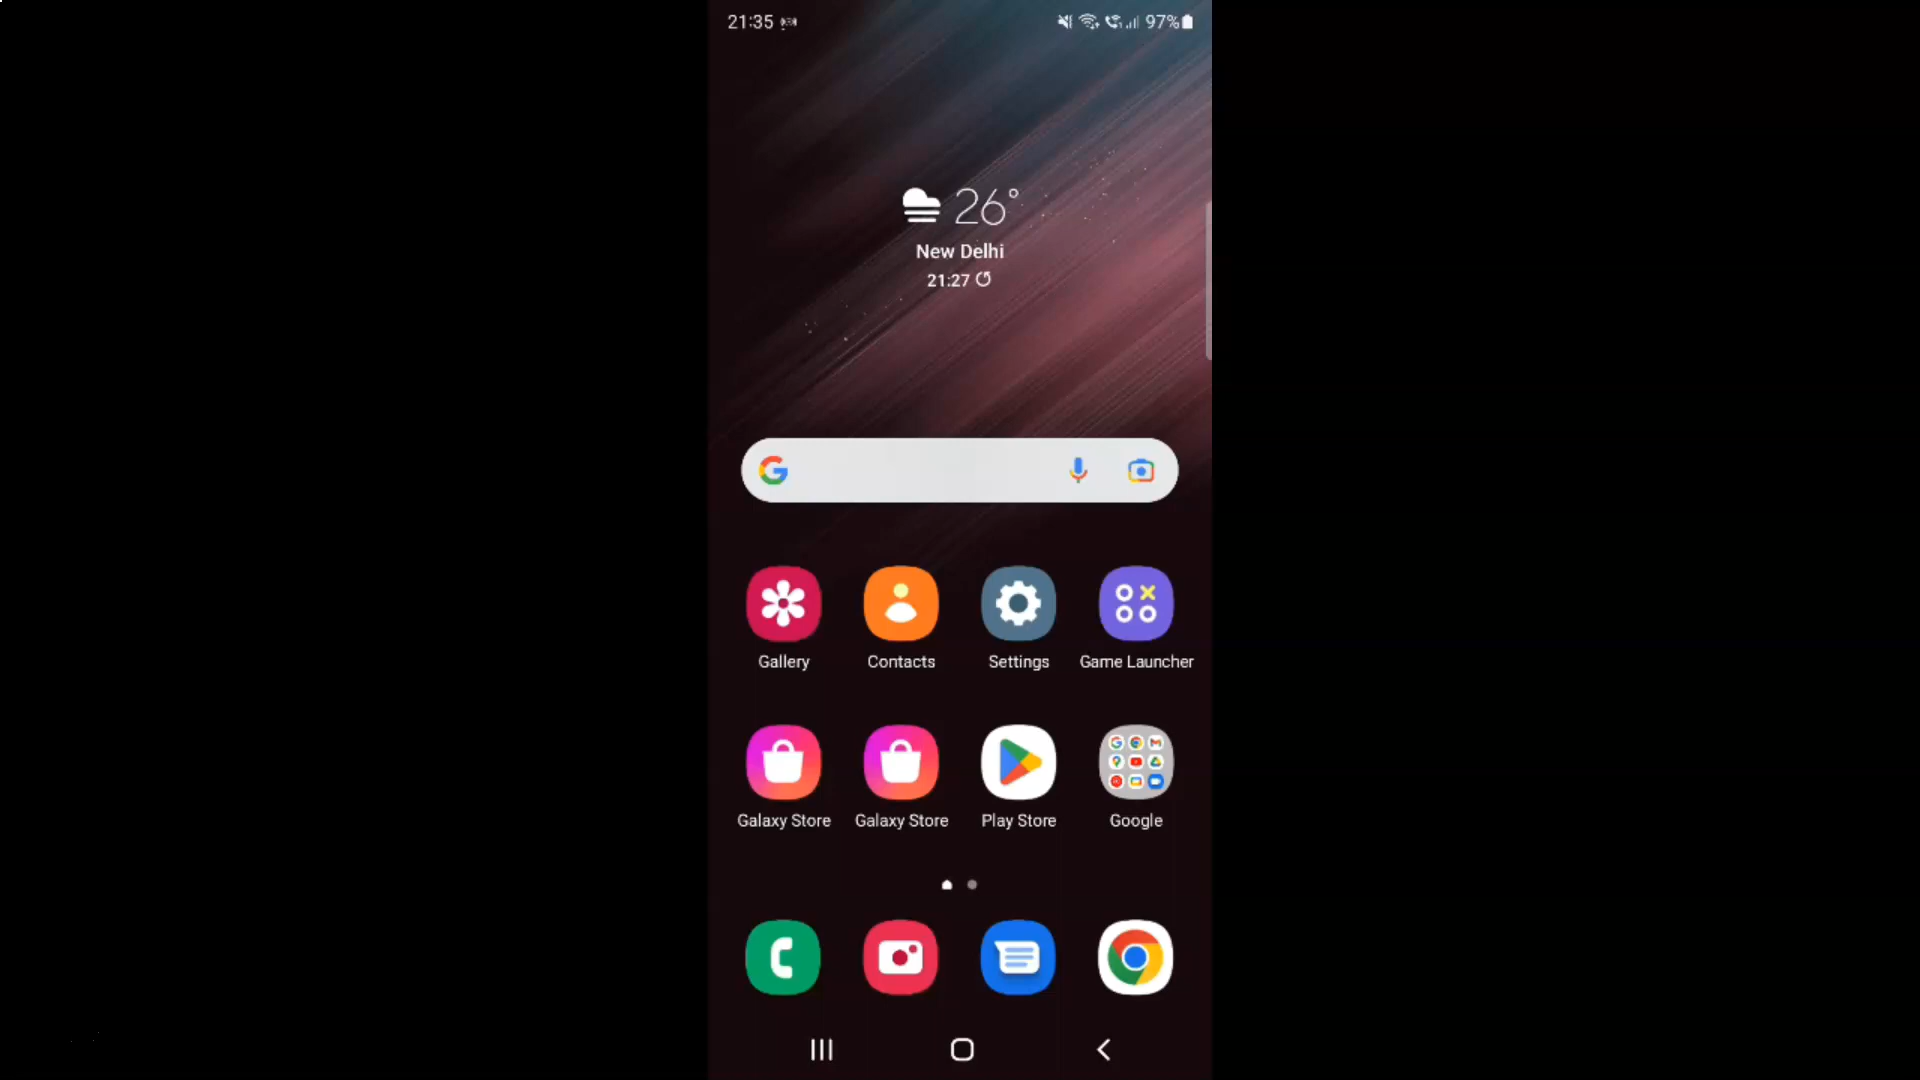 21:35 97%
26°
New Delhi
21:27
Gallery Contacts Settings Game Launcher
Galaxy Store Galaxy Store Play Store Google